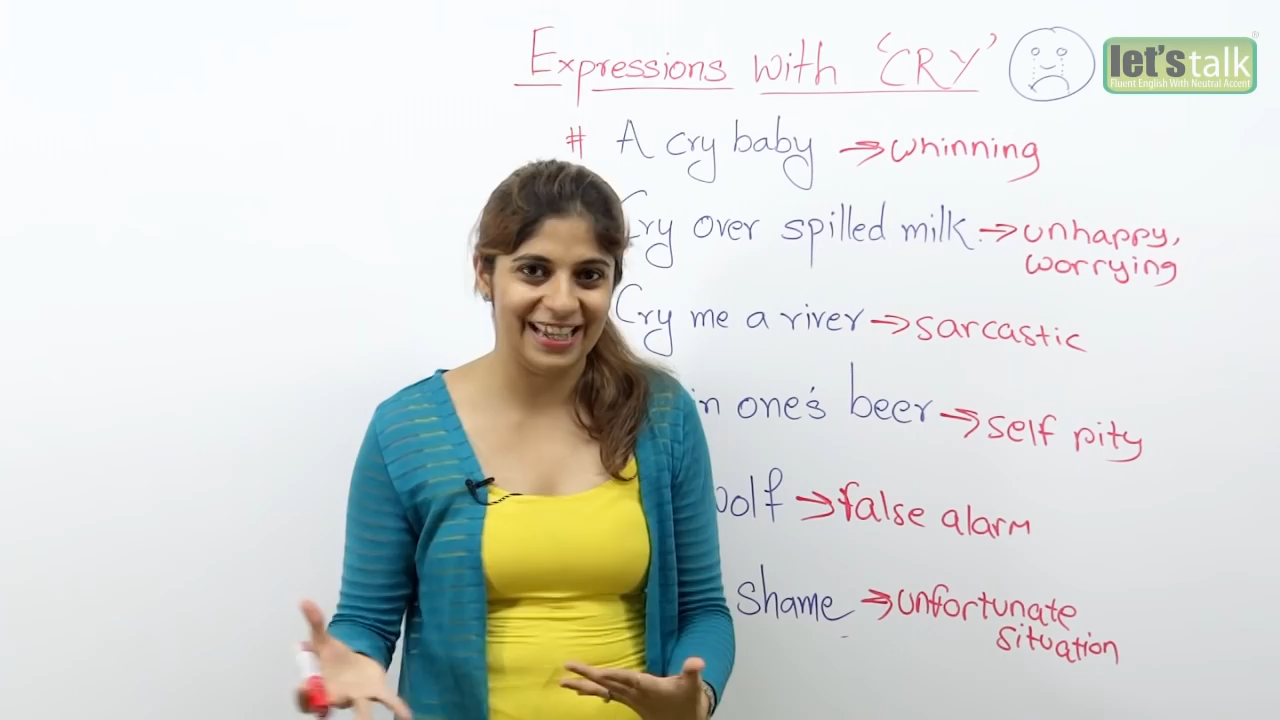 Expressions with 'CRY'
let's talk®
Fluent English With Neutral Accent
# A cry baby → whinning
Cry over spilled milk. → unhappy,
worrying
Cry me a river → sarcastic
in one's beer → self pity
wolf → false alarm
shame → unfortunate
situation